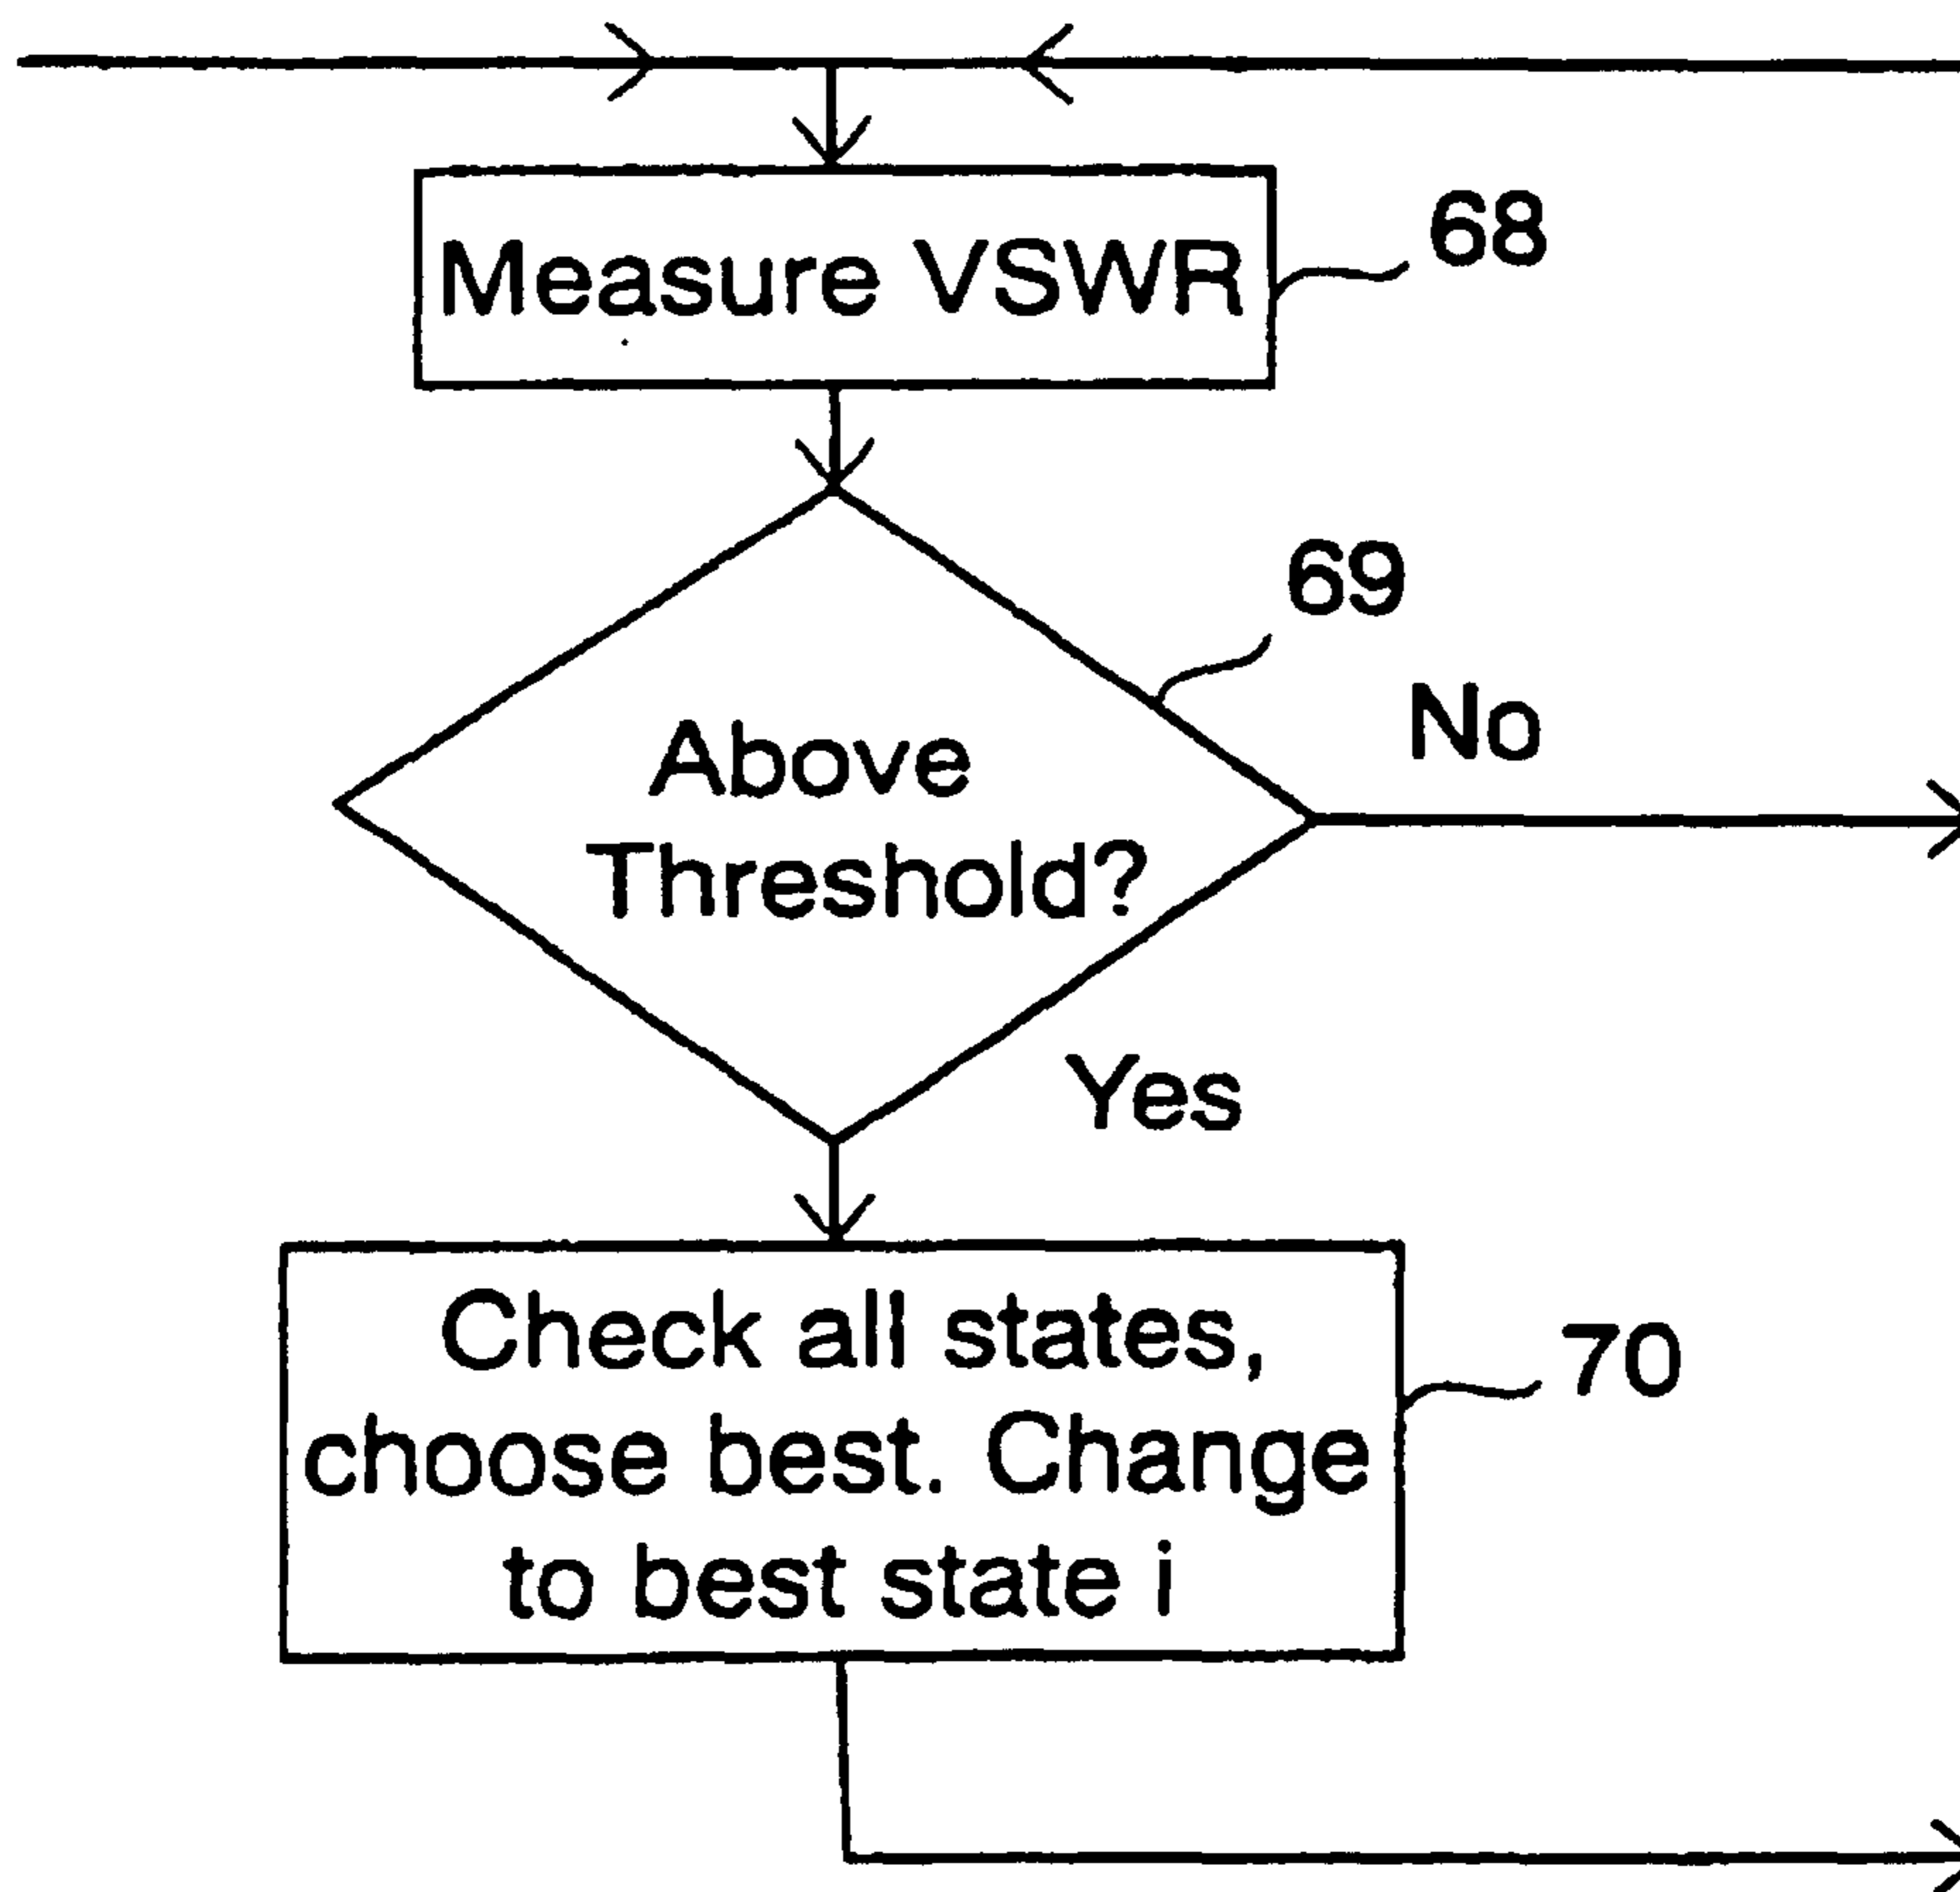 Measure VSWR
68
69
No
Above
Threshold?
Yes
Check all states,
choose best. Change
to best state i
70